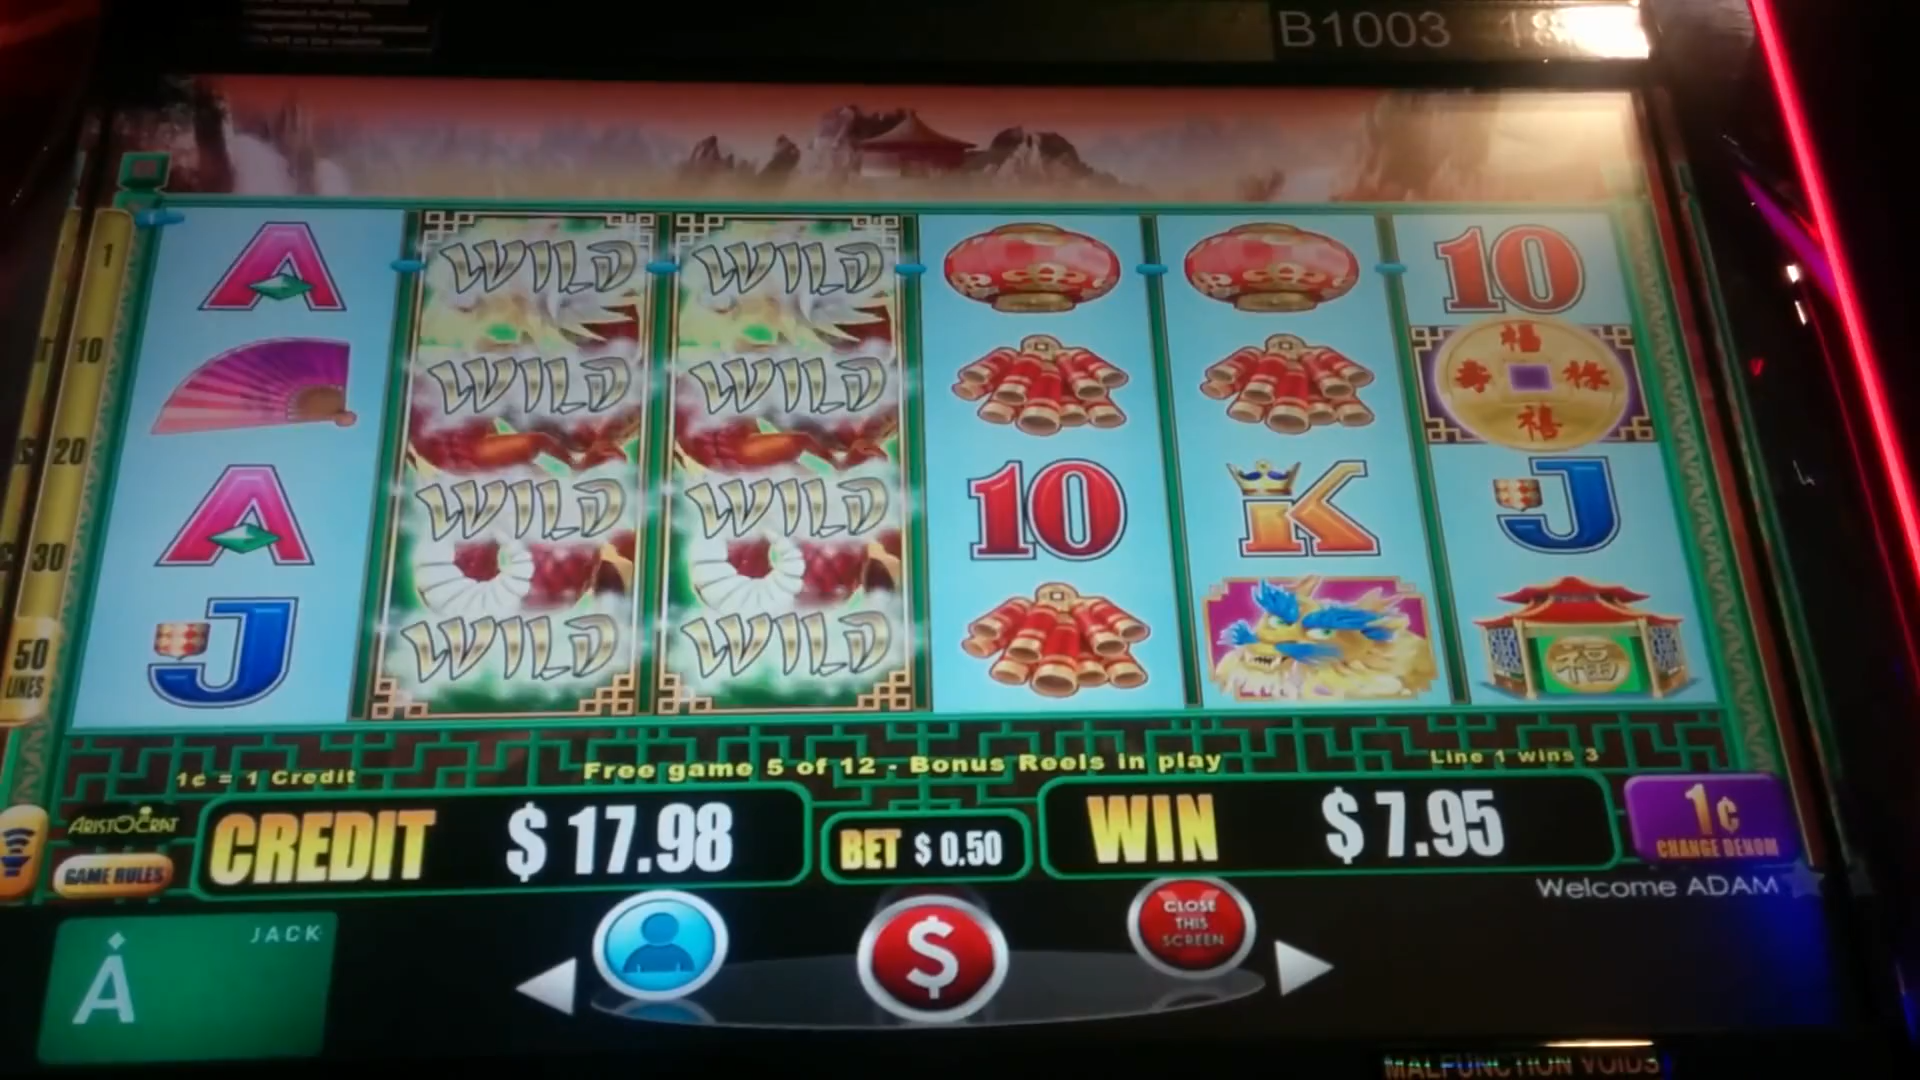 B1003
A WILD WILD 10
1
WILD WILD 福
10 壽 祿
禧
20
A WILD WILD 10 K J
30
J WILD WILD 福
50
LINES
1¢ = 1 Credit Free game 5 of 12 - Bonus Reels in play Line 1 wins 3
ARISTOCRAT
GAME RULES
CREDIT $ 17.98 BET $ 0.50 WIN $ 7.95 1¢
CHANGE DENOM
Welcome ADAM
JACK
A
$
CLOSE
THIS
SCREEN
MALFUNCTION VOIDS